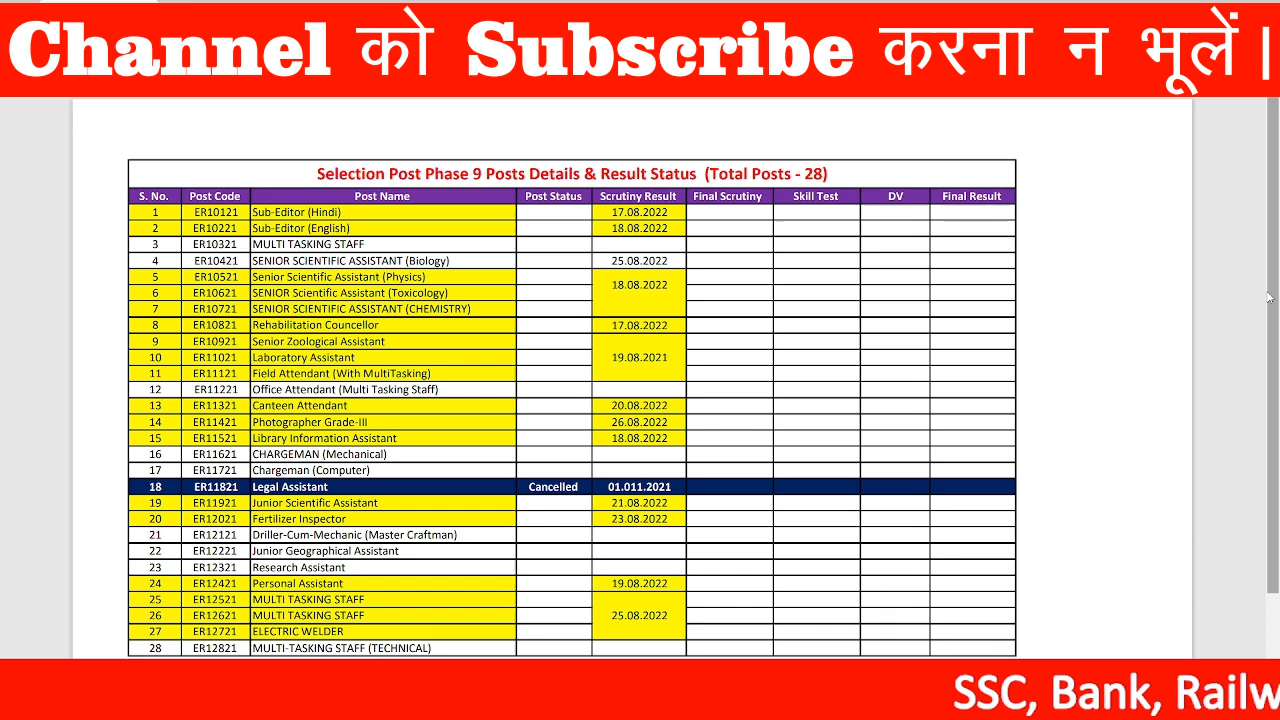 Channel को Subscribe करना न भूलें।
Selection Post Phase 9 Posts Details & Result Status (Total Posts - 28)
S. No. Post Code Post Name Post Status Scrutiny Result Final Scrutiny Skill Test DV Final Result
1 ER10121 Sub-Editor (Hindi) 17.08.2022
2 ER10221 Sub-Editor (English) 18.08.2022
3 ER10321 MULTI TASKING STAFF
4 ER10421 SENIOR SCIENTIFIC ASSISTANT (Biology) 25.08.2022
5 ER10521 Senior Scientific Assistant (Physics)
18.08.2022
6 ER10621 SENIOR Scientific Assistant (Toxicology)
7 ER10721 SENIOR SCIENTIFIC ASSISTANT (CHEMISTRY)
8 ER10821 Rehabilitation Councellor 17.08.2022
9 ER10921 Senior Zoological Assistant
10 ER11021 Laboratory Assistant 19.08.2021
11 ER11121 Field Attendant (With MultiTasking)
12 ER11221 Office Attendant (Multi Tasking Staff)
13 ER11321 Canteen Attendant 20.08.2022
14 ER11421 Photographer Grade-III 26.08.2022
15 ER11521 Library Information Assistant 18.08.2022
16 ER11621 CHARGEMAN (Mechanical)
17 ER11721 Chargeman (Computer)
18 ER11821 Legal Assistant Cancelled 01.011.2021
19 ER11921 Junior Scientific Assistant 21.08.2022
20 ER12021 Fertilizer Inspector 23.08.2022
21 ER12121 Driller-Cum-Mechanic (Master Craftman)
22 ER12221 Junior Geographical Assistant
23 ER12321 Research Assistant
24 ER12421 Personal Assistant 19.08.2022
25 ER12521 MULTI TASKING STAFF
26 ER12621 MULTI TASKING STAFF 25.08.2022
27 ER12721 ELECTRIC WELDER
28 ER12821 MULTI-TASKING STAFF (TECHNICAL)
SSC, Bank, Railw